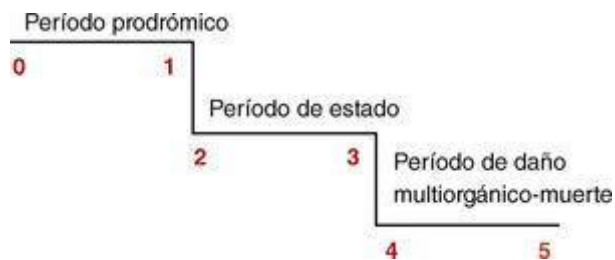 Período prodrómico
0 1
Período de estado
2 3
Período de daño
multiorgánico-muerte
4 5